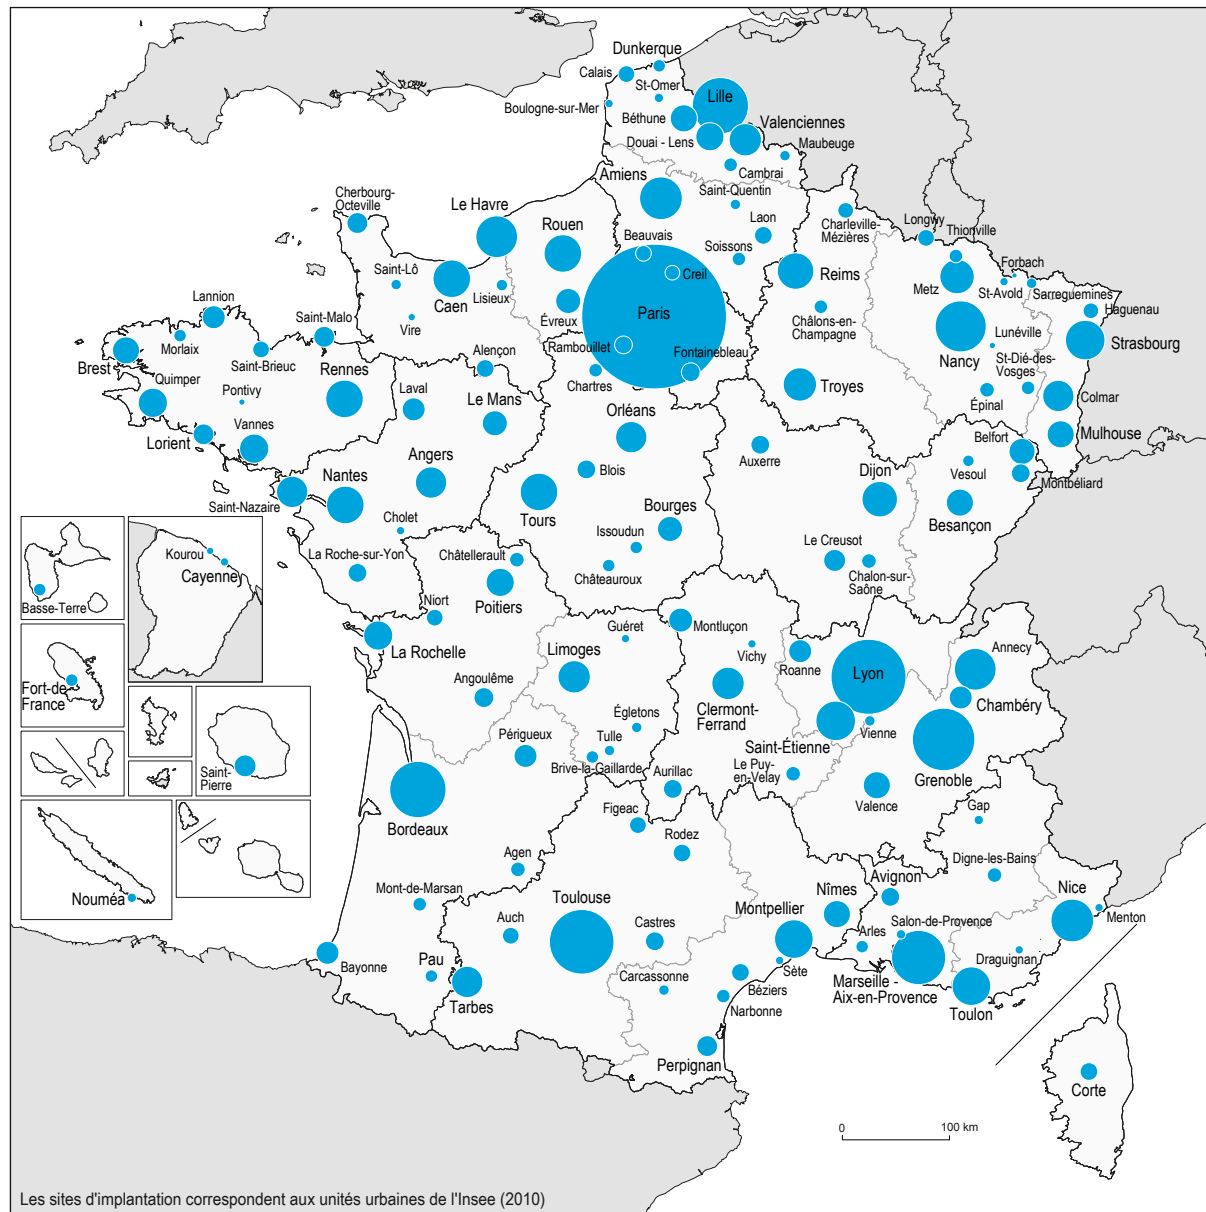 Dunkerque
Calais
St-Omer
Boulogne-sur-Mer
Lille
Béthune
Valenciennes
Douai - Lens
Maubeuge
Cambrai
Amiens
Saint-Quentin
Cherbourg-
Octeville
Le Havre
Rouen
Laon
Charleville-
Mézières
Longwy
Thionville
Beauvais
Soissons
Saint-Lô
Caen
Lisieux
Creil
Reims
Metz
Forbach
St-Avold
Sarreguemines
Haguenau
Lannion
Saint-Malo
Vire
Évreux
Paris
Châlons-en-
Champagne
Nancy
Lunéville
Strasbourg
Morlaix
Brest
Saint-Brieuc
Alençon
Rambouillet
Fontainebleau
St-Dié-des-
Vosges
Quimper
Pontivy
Rennes
Laval
Le Mans
Chartres
Troyes
Épinal
Colmar
Orléans
Lorient
Vannes
Mulhouse
Belfort
Auxerre
Vesoul
Montbéliard
Angers
Blois
Dijon
Nantes
Saint-Nazaire
Tours
Bourges
Besançon
Cholet
Issoudun
Le Creusot
La Roche-sur-Yon
Châtellerault
Châteauroux
Chalon-sur-
Saône
Kourou
Cayenne
Basse-Terre
Poitiers
Niort
Montluçon
Guéret
Vichy
Roanne
Annecy
La Rochelle
Limoges
Lyon
Fort-de-
France
Angoulême
Clermont-
Ferrand
Chambéry
Égletons
Saint-Étienne
Vienne
Périgueux
Tulle
Brive-la-Gaillarde
Le Puy-
en-Velay
Grenoble
Saint-
Pierre
Aurillac
Valence
Bordeaux
Figeac
Gap
Rodez
Agen
Digne-les-Bains
Mont-de-Marsan
Avignon
Nice
Nouméa
Toulouse
Nîmes
Menton
Auch
Castres
Montpellier
Salon-de-Provence
Arles
Bayonne
Pau
Sète
Draguignan
Carcassonne
Béziers
Marseille -
Aix-en-Provence
Tarbes
Narbonne
Toulon
Perpignan
Corte
0
100 km
Les sites d'implantation correspondent aux unités urbaines de l'Insee (2010)